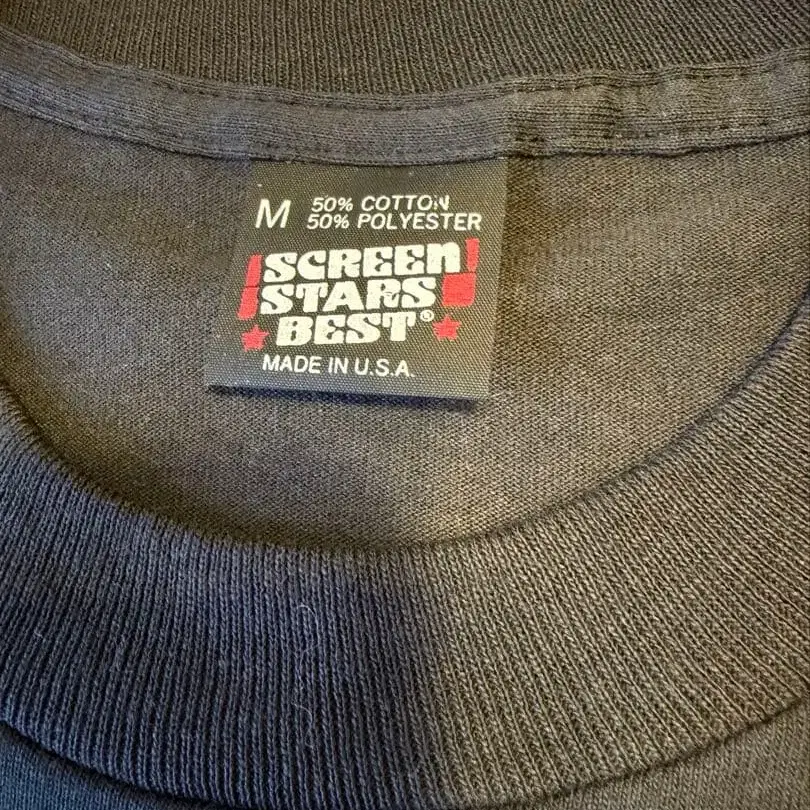 M 50% COTTON
50% POLYESTER
SCREEN
STARS
BEST®
MADE IN U.S.A.